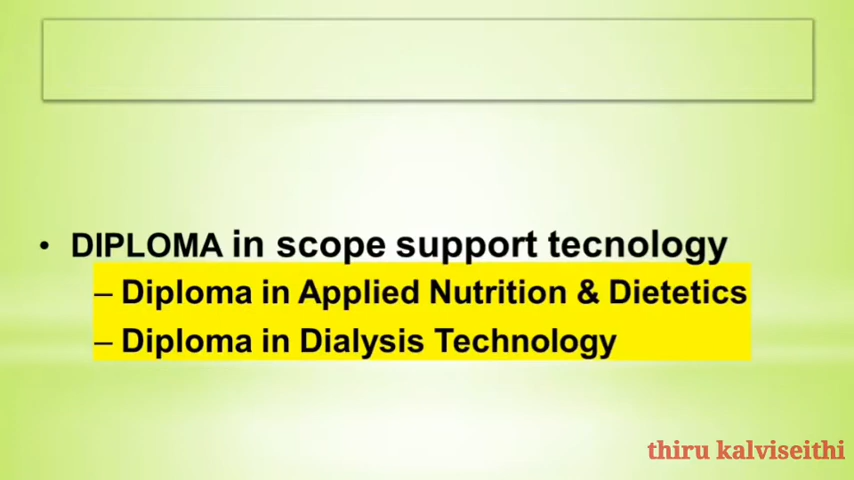 • DIPLOMA in scope support tecnology
– Diploma in Applied Nutrition & Dietetics
– Diploma in Dialysis Technology
thiru kalviseithi